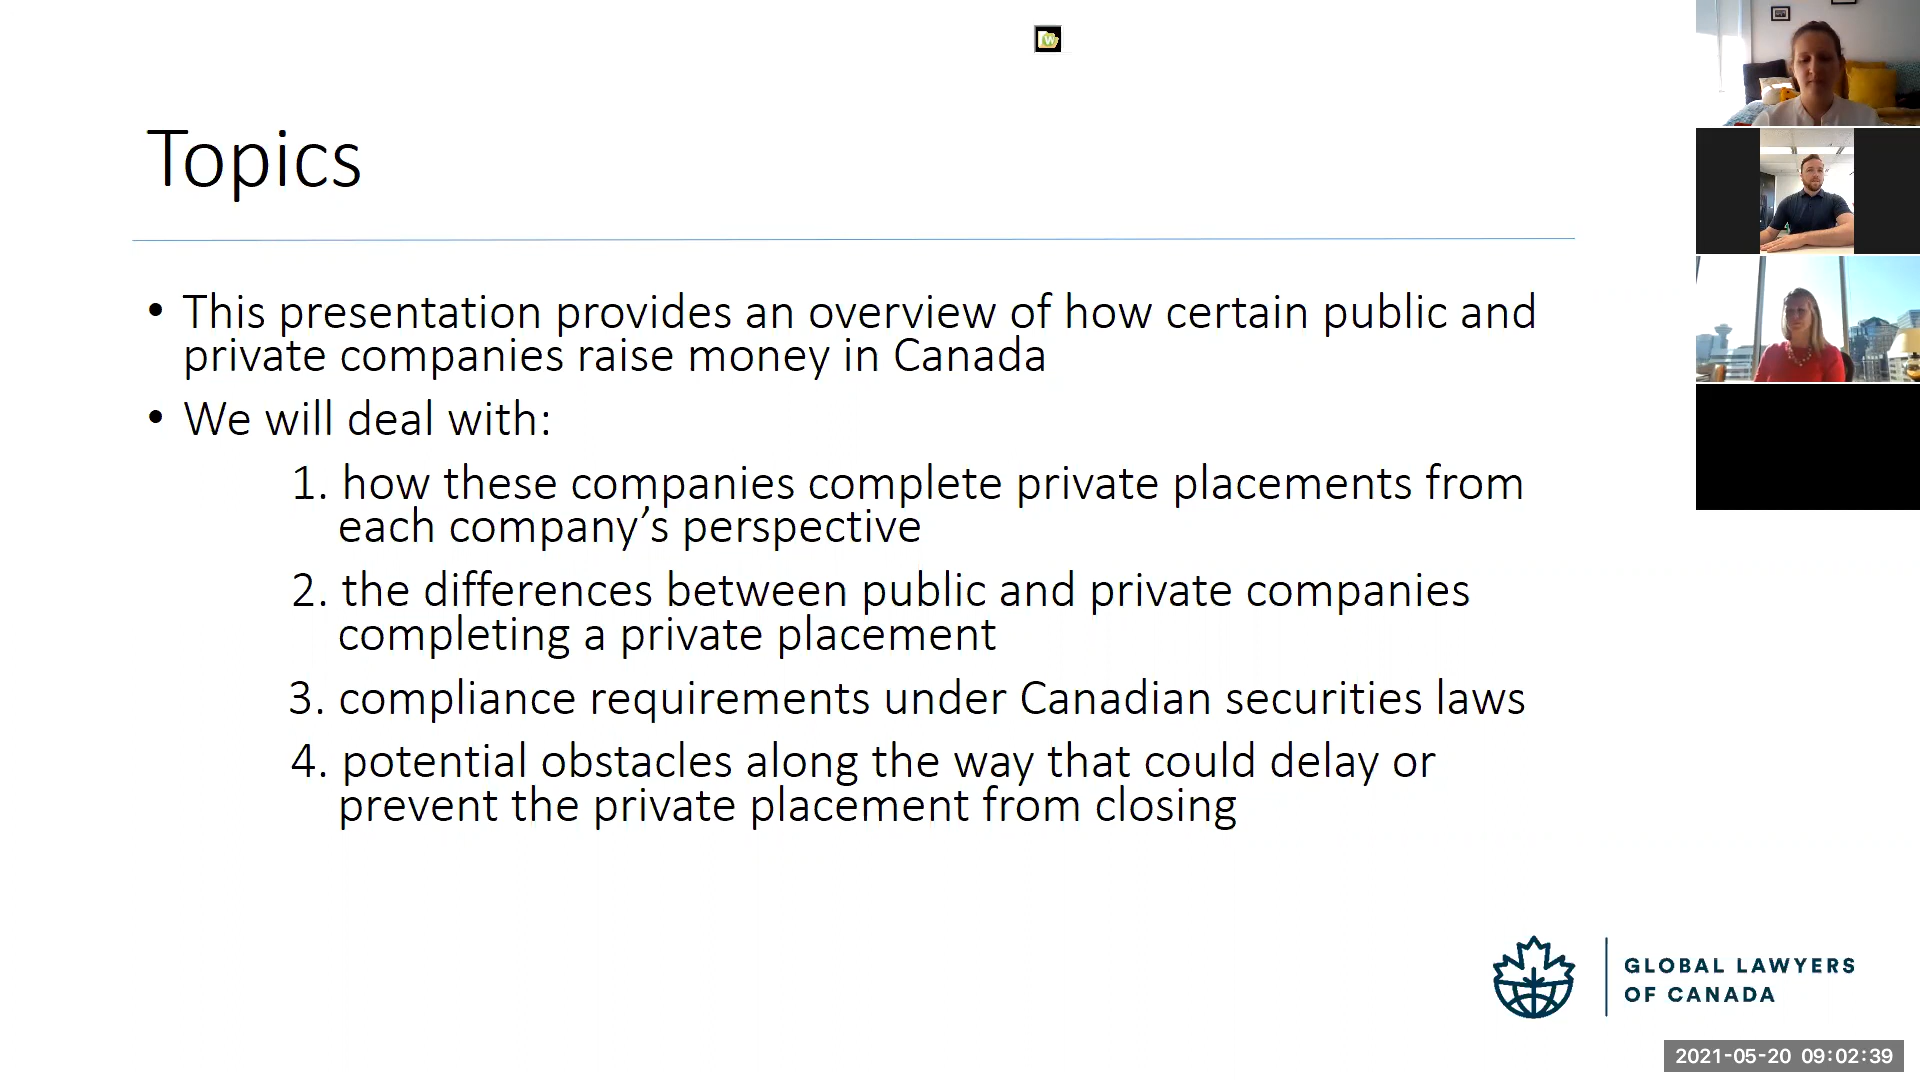 Topics
• This presentation provides an overview of how certain public and
private companies raise money in Canada
• We will deal with:
1. how these companies complete private placements from
each company’s perspective
2. the differences between public and private companies
completing a private placement
3. compliance requirements under Canadian securities laws
4. potential obstacles along the way that could delay or
prevent the private placement from closing
GLOBAL LAWYERS
OF CANADA
2021-05-20 09:02:39